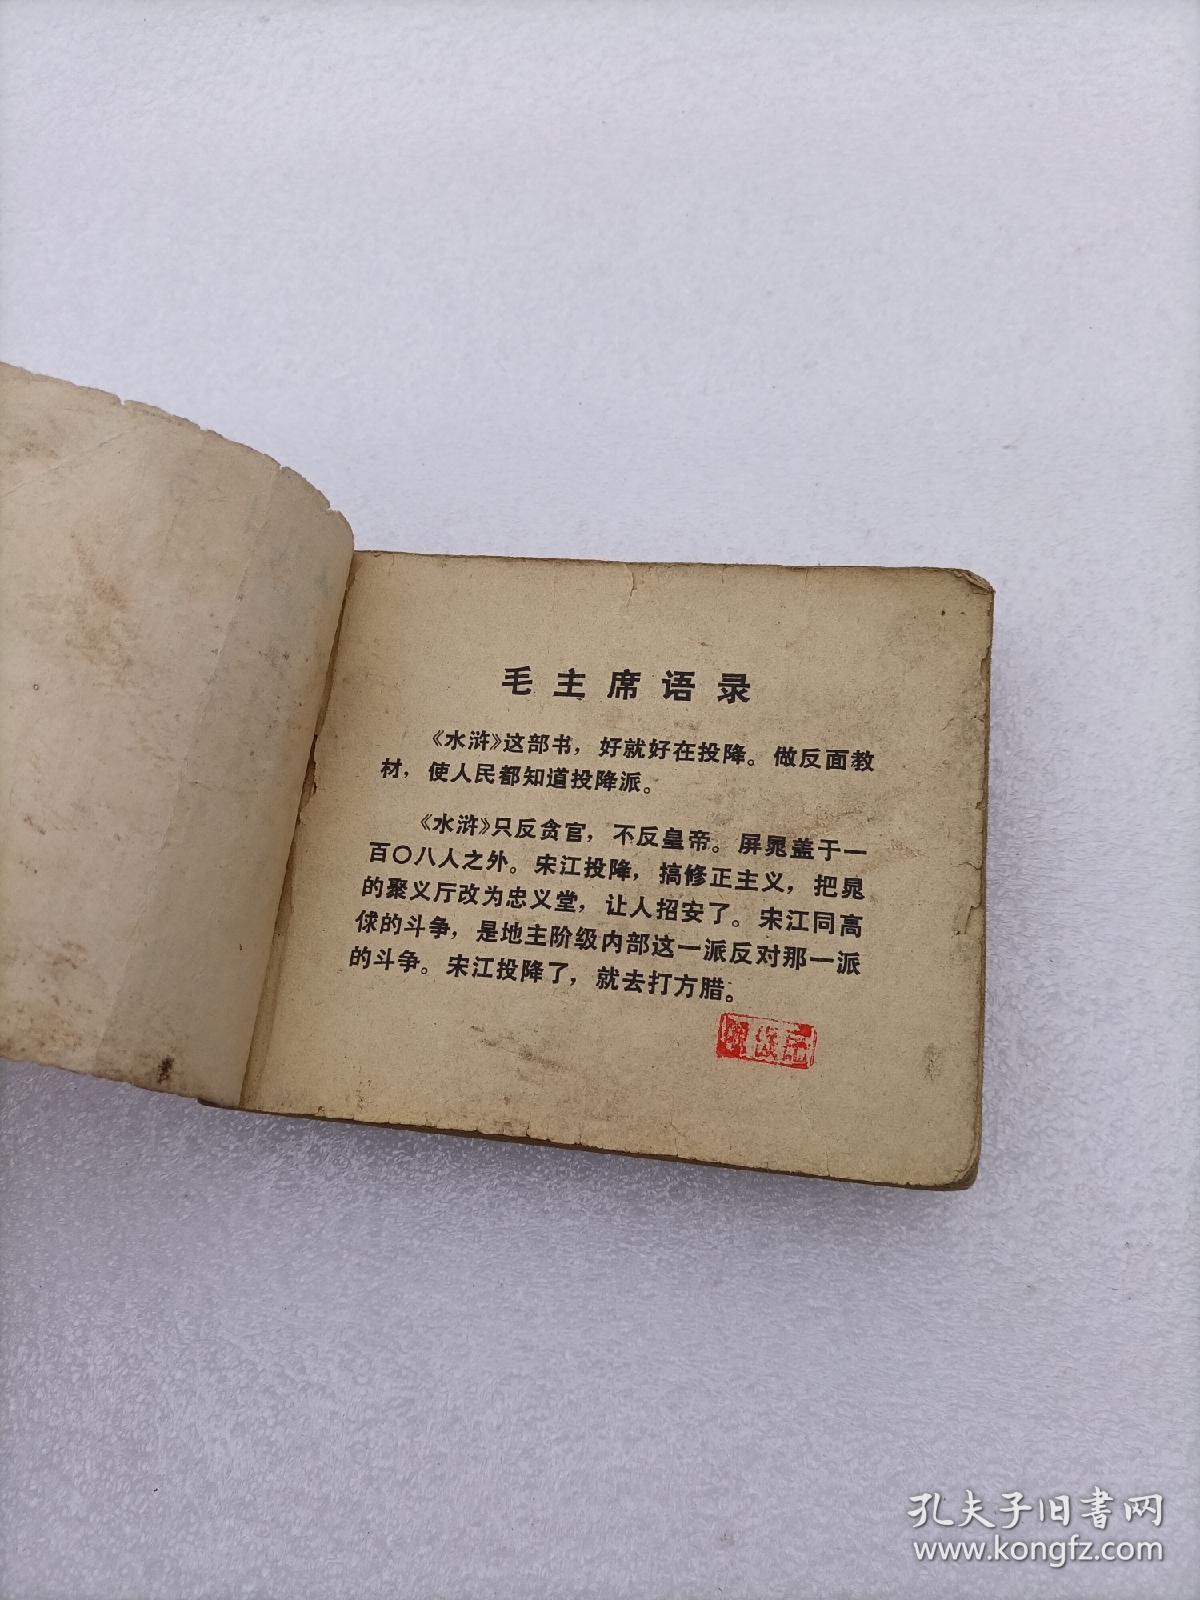 毛主席语录
《水浒》这部书，好就好在投降。做反面教
材，使人民都知道投降派。
《水浒》只反贪官，不反皇帝。屏晁盖于一
百〇八人之外。宋江投降，搞修正主义，把晁
的聚义厅改为忠义堂，让人招安了。宋江同高
俅的斗争，是地主阶级内部这一派反对那一派
的斗争。宋江投降了，就去打方腊。
孔夫子旧书网
www.kongfz.com